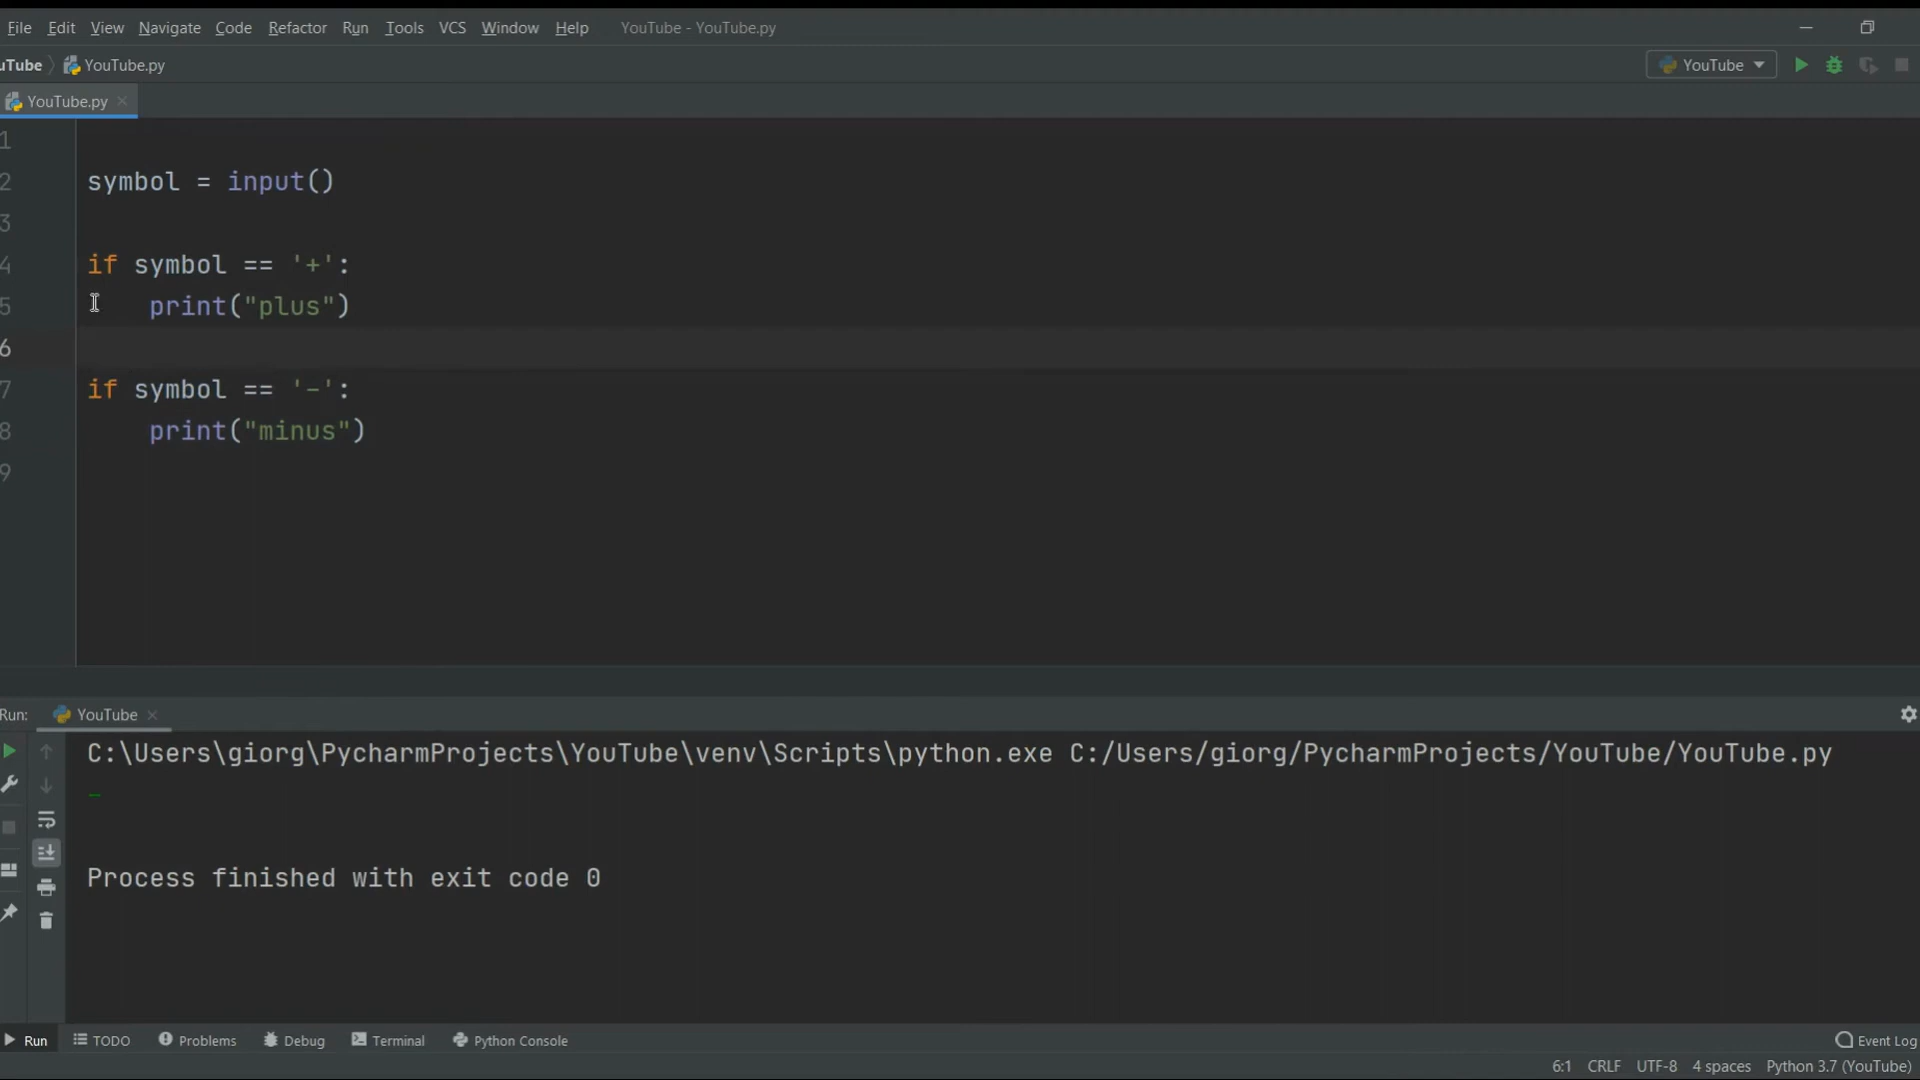 File Edit View Navigate Code Refactor Run Tools VCS Window Help YouTube - YouTube.py
uTube YouTube.py YouTube
YouTube.py
1
2 symbol = input()
3
4 if symbol == '+':
5 print("plus")
6
7 if symbol == '-':
8 print("minus")
9
Run: YouTube
C:\Users\giorg\PycharmProjects\YouTube\venv\Scripts\python.exe C:/Users/giorg/PycharmProjects/YouTube/YouTube.py
-
Process finished with exit code 0
Run TODO Problems Debug Terminal Python Console Event Log
6:1 CRLF UTF-8 4 spaces Python 3.7 (YouTube)